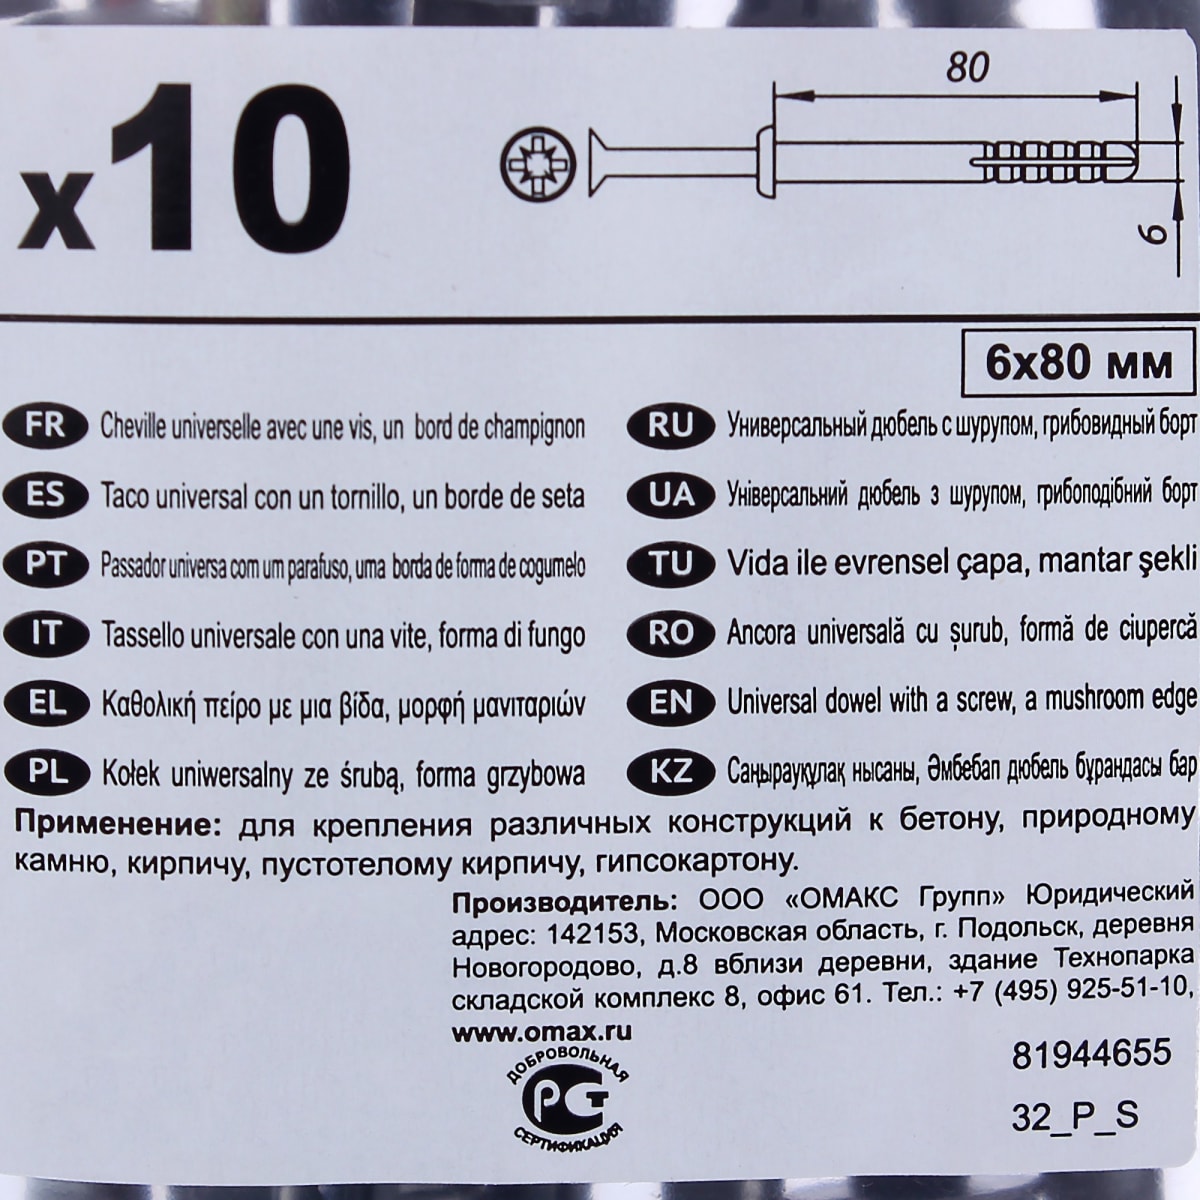 x10
80
6
6x80 мм
FR Cheville universelle avec une vis, un bord de champignon
ES Taco universal con un tornillo, un borde de seta
PT Passador universa com um parafuso, uma borda de forma de cogumelo
IT Tassello universale con una vite, forma di fungo
EL Καθολική πείρο με μια βίδα, μορφή μανιταριών
PL Kołek uniwersalny ze śrubą, forma grzybowa
RU Универсальный дюбель с шурупом, грибовидный борт
UA Універсальний дюбель з шурупом, грибоподібний борт
TU Vida ile evrensel çapa, mantar şekli
RO Ancora universală cu șurub, formă de ciupercă
EN Universal dowel with a screw, a mushroom edge
KZ Саңырауқұлақ нысаны, Әмбебап дюбель бұрандасы бар
Применение: для крепления различных конструкций к бетону, природному
камню, кирпичу, пустотелому кирпичу, гипсокартону.
Производитель: ООО «ОМАКС Групп» Юридический
адрес: 142153, Московская область, г. Подольск, деревня
Новогородово, д.8 вблизи деревни, здание Технопарка
складской комплекс 8, офис 61. Тел.: +7 (495) 925-51-10,
www.omax.ru
ДОБРОВОЛЬНАЯ
РСТ
СЕРТИФИКАЦИЯ
81944655
32_P_S